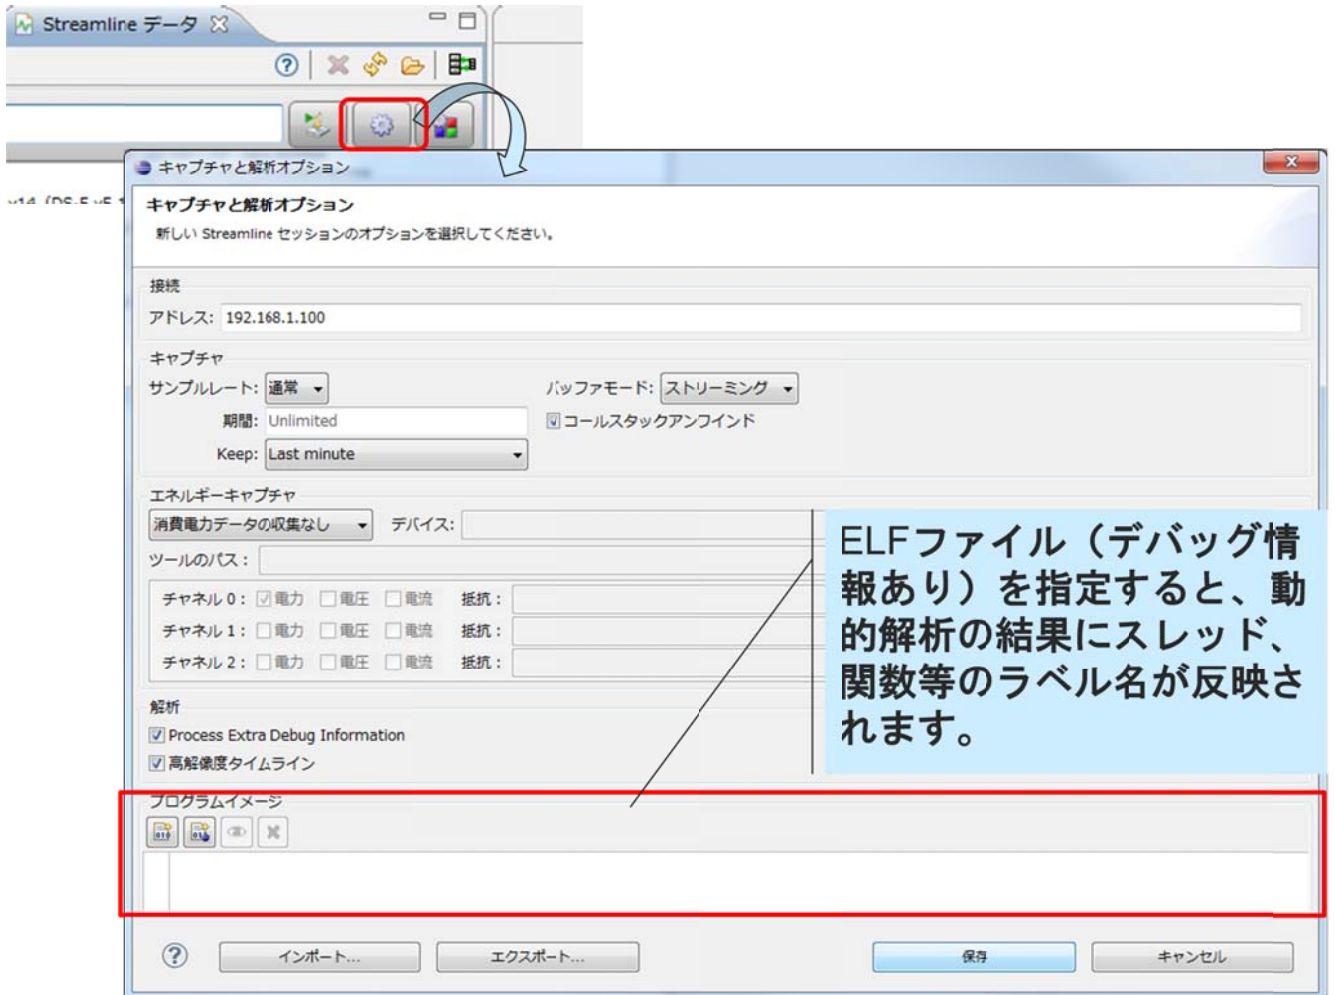 Streamline データ
v14 (DS-5 v5.1
キャプチャと解析オプション
キャプチャと解析オプション
新しい Streamline セッションのオプションを選択してください。
接続
アドレス: 192.168.1.100
キャプチャ
サンプルレート: 通常
バッファモード: ストリーミング
期間: Unlimited
コールスタックアンワインド
Keep: Last minute
エネルギーキャプチャ
消費電力データの収集なし デバイス:
ツールのパス:
チャネル 0: 電力 電圧 電流 抵抗:
チャネル 1: 電力 電圧 電流 抵抗:
チャネル 2: 電力 電圧 電流 抵抗:
ELFファイル（デバッグ情
報あり）を指定すると、動
的解析の結果にスレッド、
関数等のラベル名が反映さ
れます。
解析
Process Extra Debug Information
高解像度タイムライン
プログラムイメージ
インポート... エクスポート... 保存 キャンセル